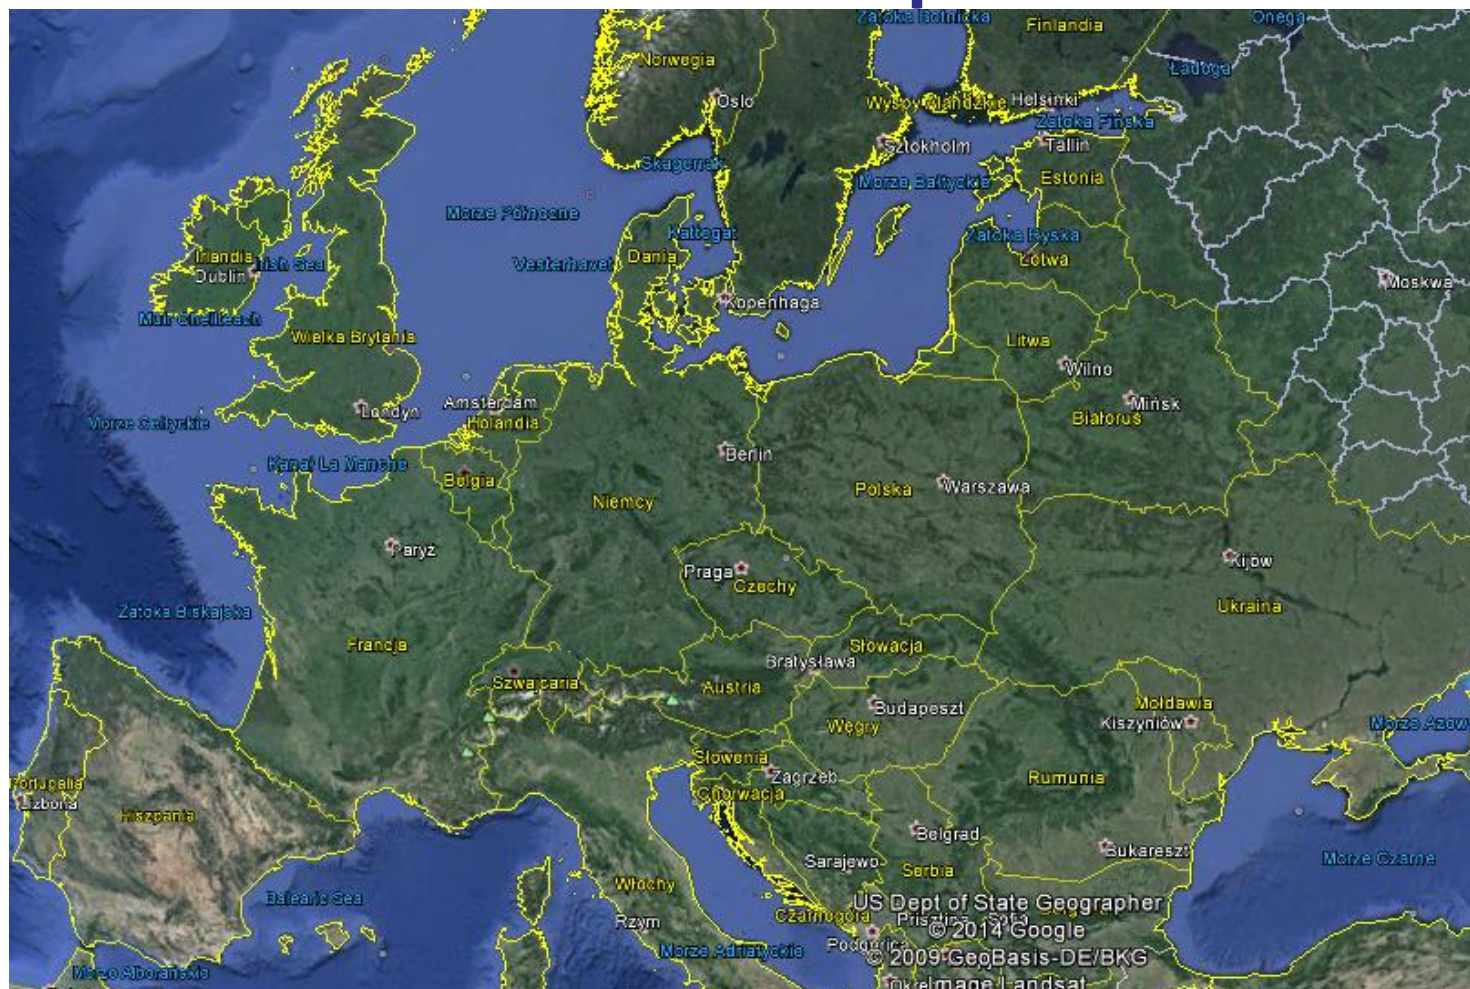 Zatoka Botnicka
Finlandia
Onega
Norwegia
Ładoga
Oslo
Wyspy Alandzkie
Helsinki
Zatoka Fińska
Sztokholm
Tallin
Skagerrak
Morze Bałtyckie
Estonia
Morze Północne
Kattegat
Zatoka Ryska
Irlandia
Irish Sea
Vesterhavet
Dania
Łotwa
Dublin
Moskwa
Kopenhaga
Muir Cheilteach
Wielka Brytania
Litwa
Wilno
Londyn
Amsterdam
Mińsk
Morze Celtyckie
Holandia
Białoruś
Kanał La Manche
Berlin
Belgia
Niemcy
Polska
Warszawa
Paryż
Praga
Czechy
Kijów
Zatoka Biskajska
Ukraina
Francja
Słowacja
Bratysława
Szwajcaria
Austria
Budapeszt
Mołdawia
Węgry
Kiszyniów
Morze Azow
Słowenia
Zagrzeb
Rumunia
Portugalia
Chorwacja
Lizbona
Hiszpania
Belgrad
Sarajewo
Bukareszt
Morze Czarne
Włochy
Serbia
Balearic Sea
US Dept of State Geographer
Czarnogóra
Prisztina
Sofia
Rzym
© 2014 Google
Morze Adriatyckie
Podgorica
© 2009 GeoBasis-DE/BKG
Morze Alborańskie
Image Landsat